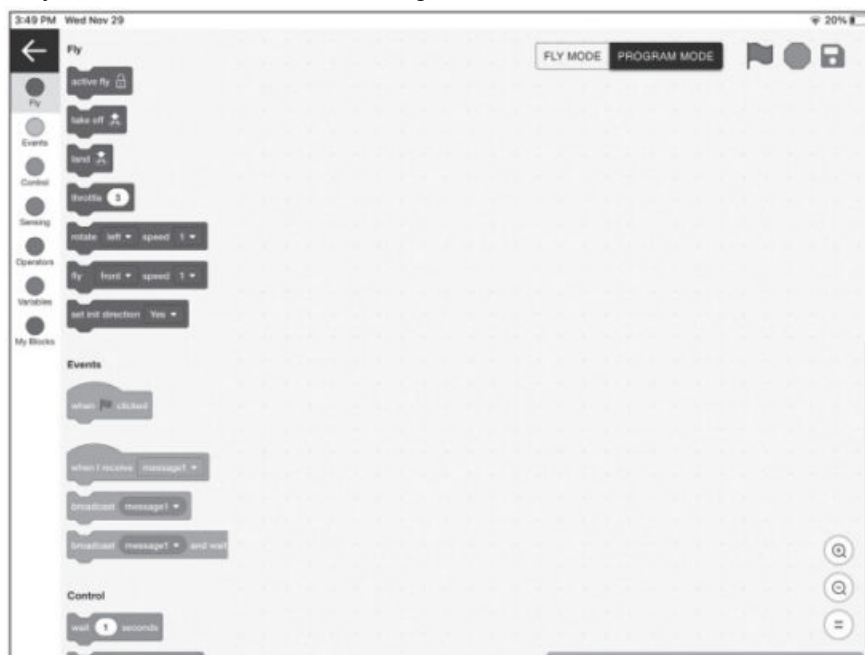 3:49 PM Wed Nov 29
20%
Fly
FLY MODE PROGRAM MODE
active fly
Fly
take off
Events
land
Control
throttle 3
Sensing
rotate left speed 1
Operators
fly front speed 1
Variables
set init direction Yes
My Blocks
Events
when clicked
when I receive message1
broadcast message1
broadcast message1 and wait
Control
wait 1 seconds